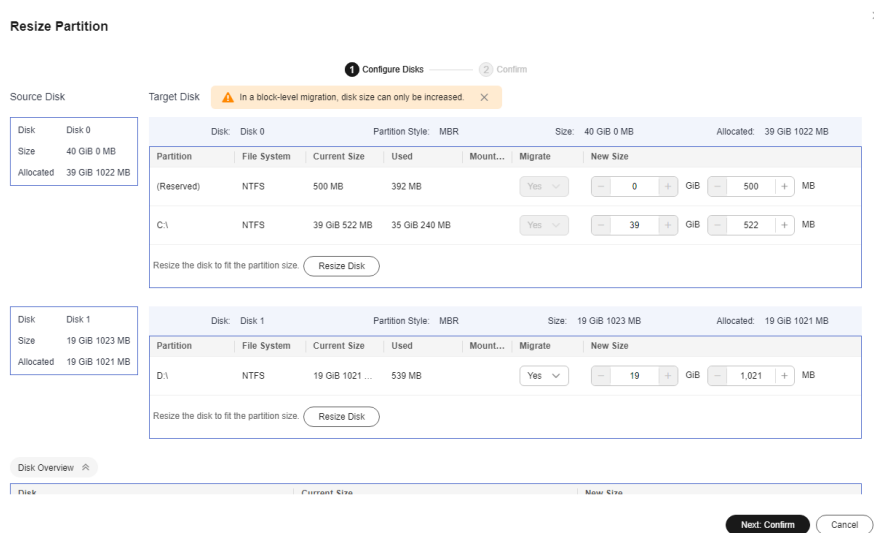 Resize Partition
1 Configure Disks 2 Confirm
Source Disk Target Disk In a block-level migration, disk size can only be increased.
Disk Disk 0
Size 40 GiB 0 MB
Allocated 39 GiB 1022 MB
Disk: Disk 0 Partition Style: MBR Size: 40 GiB 0 MB Allocated: 39 GiB 1022 MB
Partition File System Current Size Used Mount... Migrate New Size
(Reserved) NTFS 500 MB 392 MB Yes 0 GiB 500 MB
C:\ NTFS 39 GiB 522 MB 35 GiB 240 MB Yes 39 GiB 522 MB
Resize the disk to fit the partition size. Resize Disk
Disk Disk 1
Size 19 GiB 1023 MB
Allocated 19 GiB 1021 MB
Disk: Disk 1 Partition Style: MBR Size: 19 GiB 1023 MB Allocated: 19 GiB 1021 MB
Partition File System Current Size Used Mount... Migrate New Size
D:\ NTFS 19 GiB 1021 ... 539 MB Yes 19 GiB 1,021 MB
Resize the disk to fit the partition size. Resize Disk
Disk Overview
Disk Current Size New Size
Next: Confirm Cancel